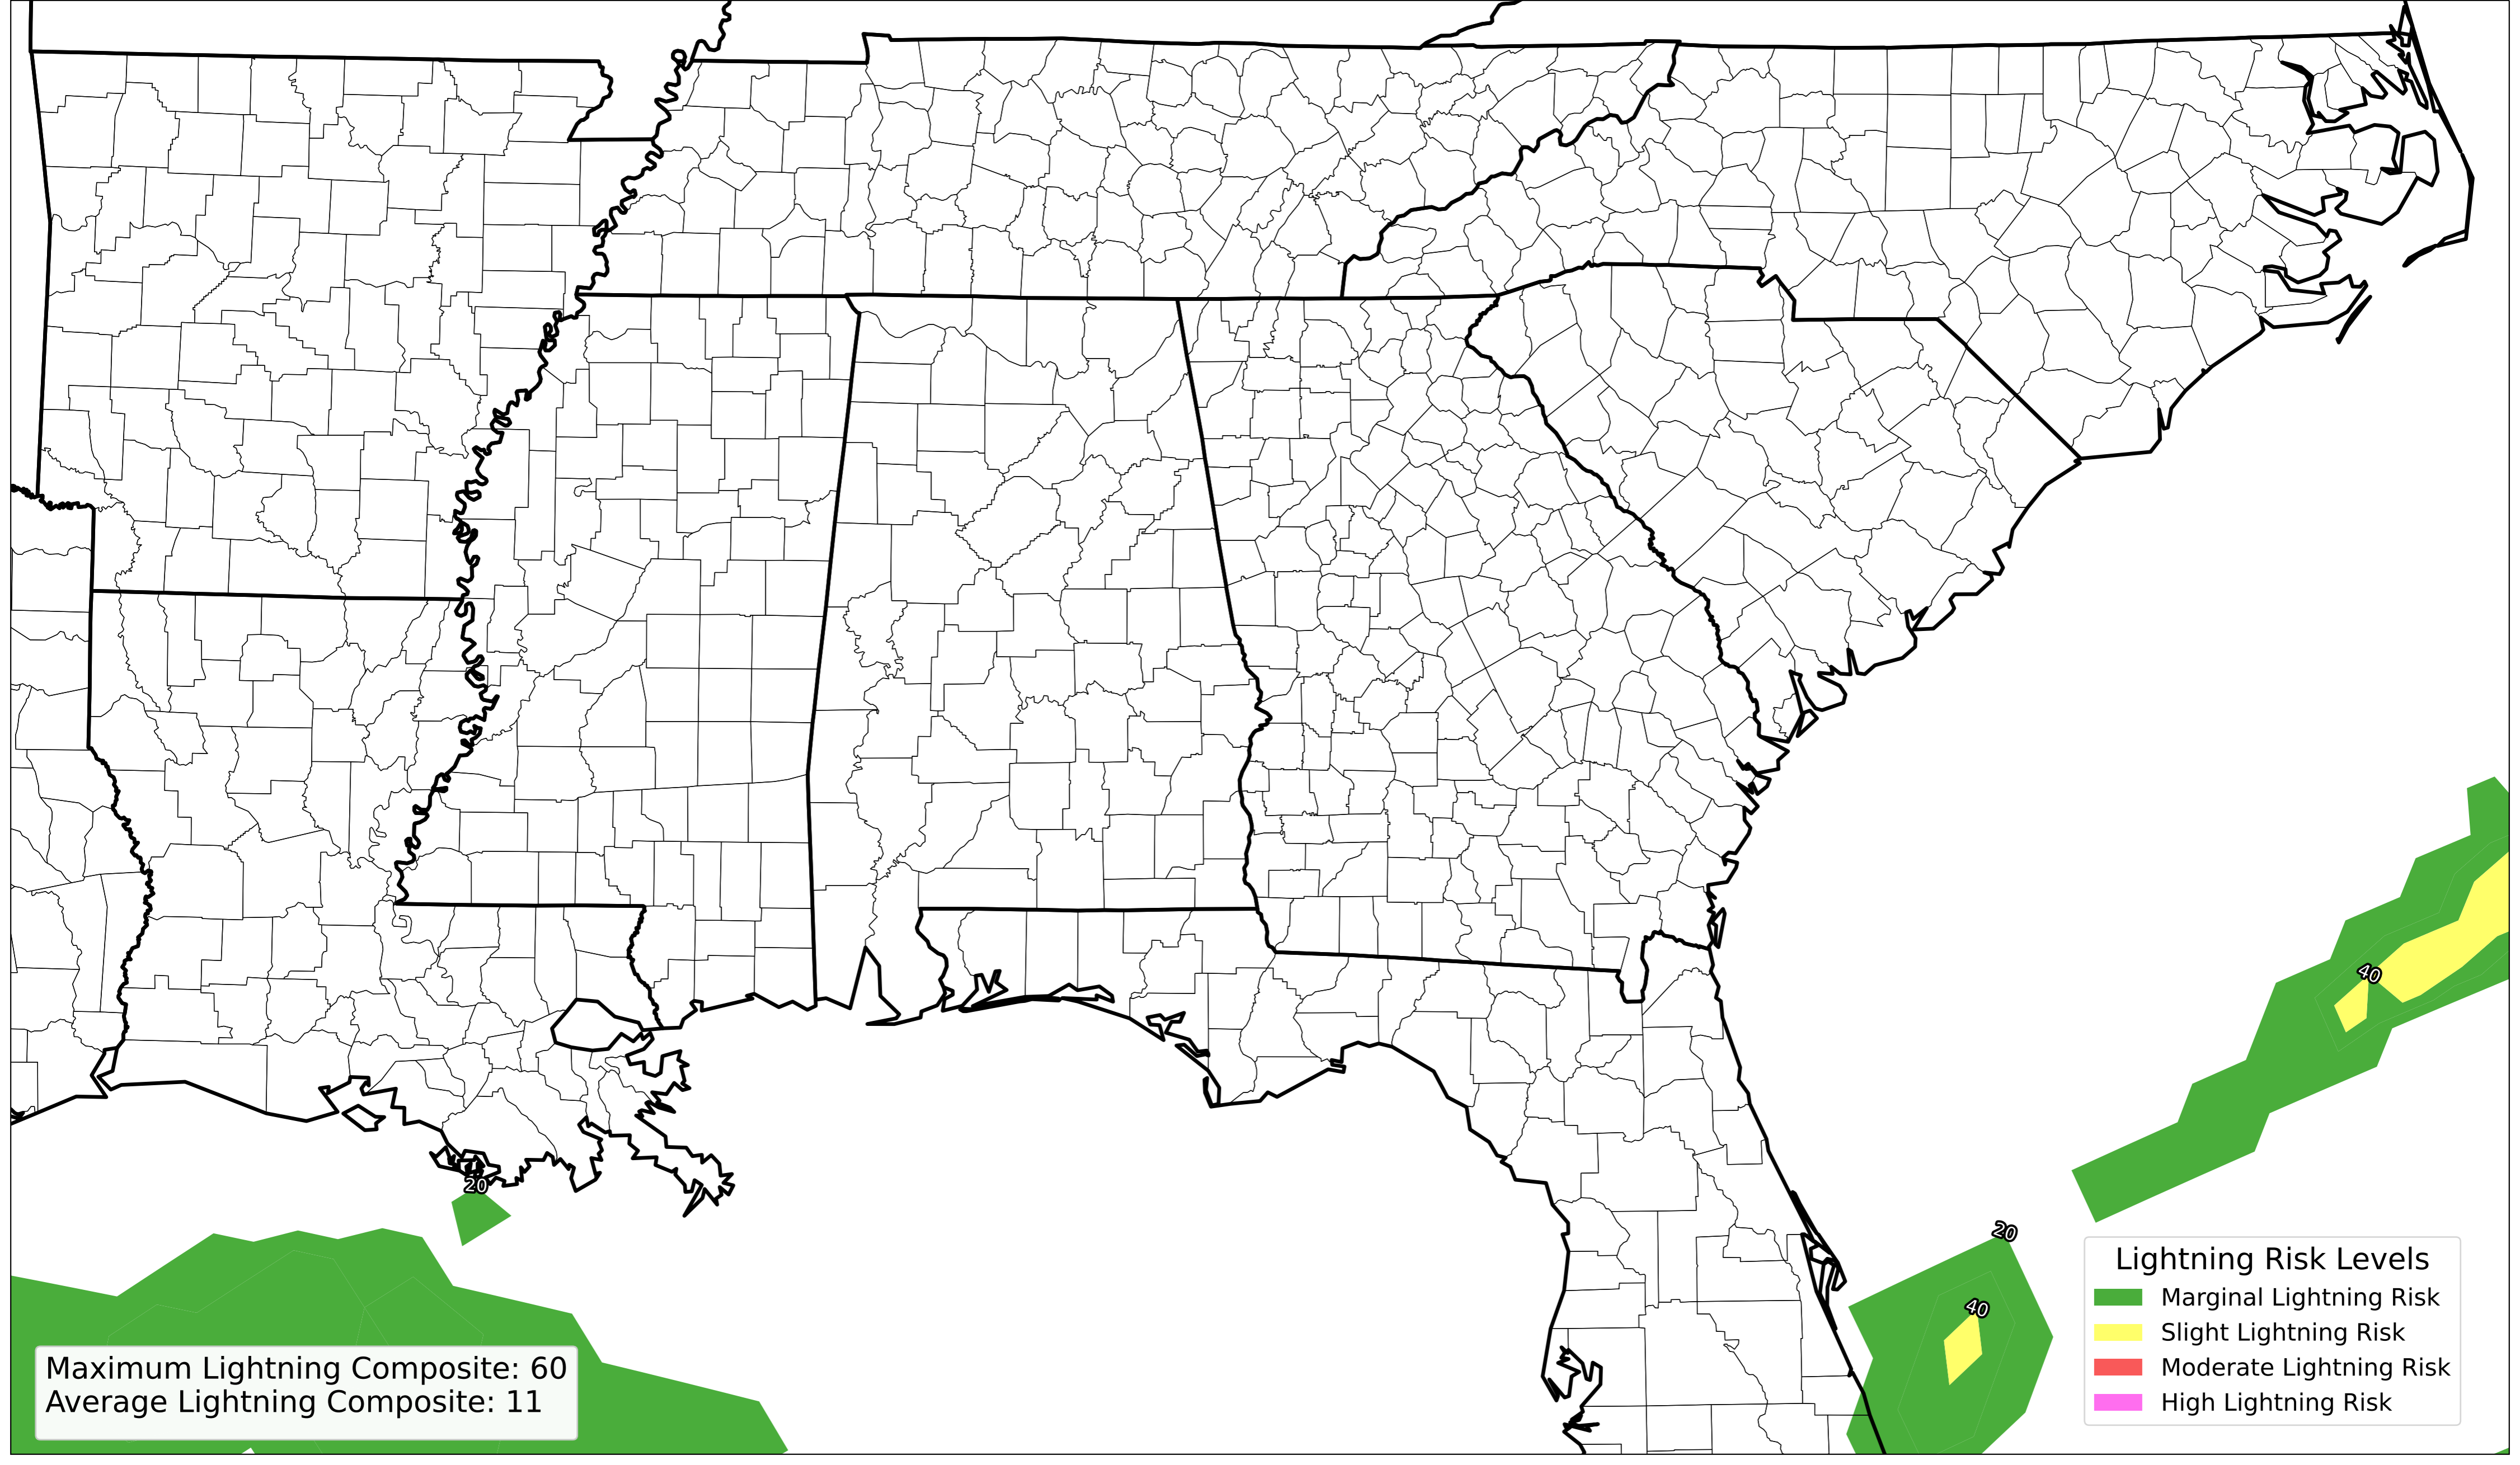 40
20
20
40
Lightning Risk Levels
Marginal Lightning Risk
Slight Lightning Risk
Moderate Lightning Risk
High Lightning Risk
Maximum Lightning Composite: 60
Average Lightning Composite: 11